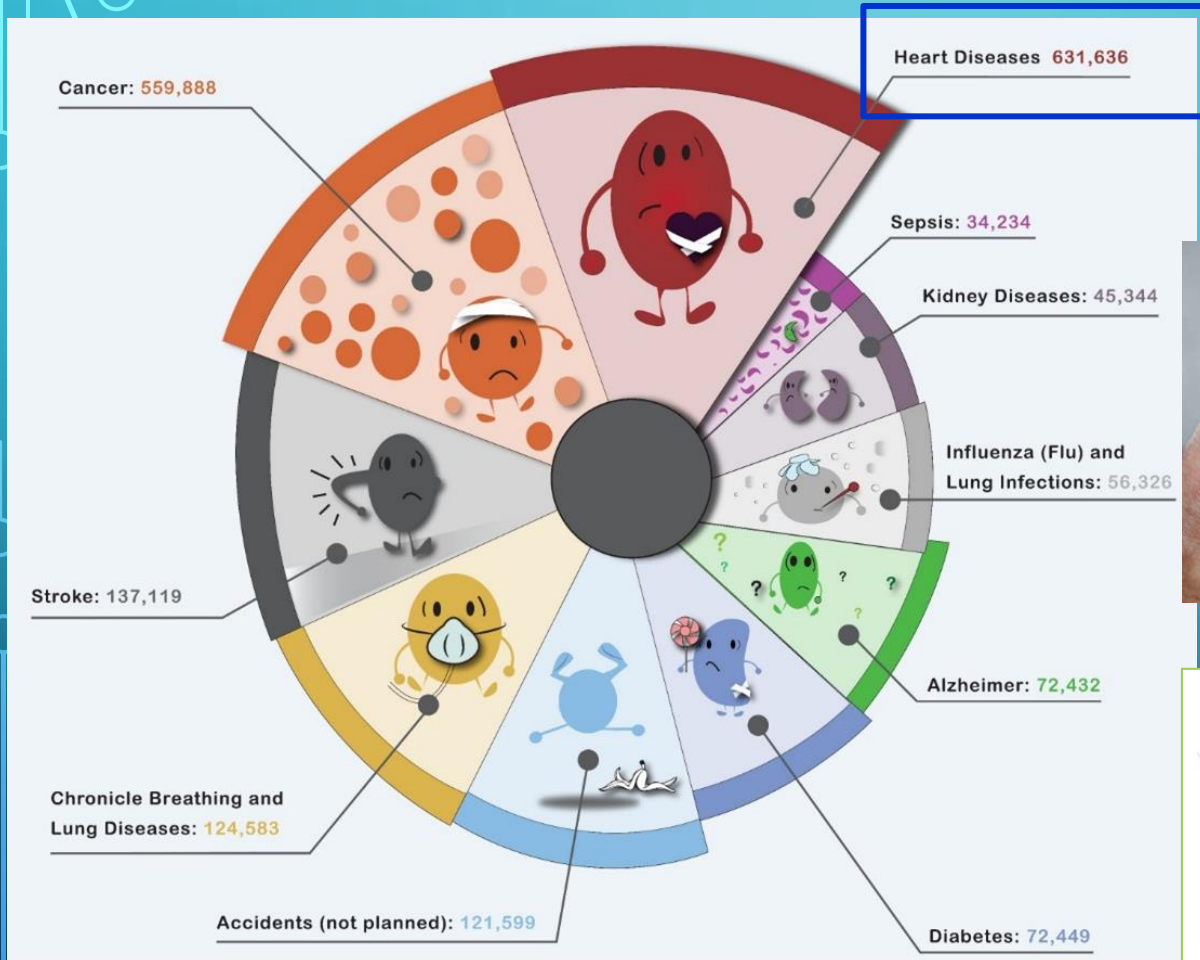 Heart Diseases 631,636
Cancer: 559,888
Sepsis: 34,234
Kidney Diseases: 45,344
Influenza (Flu) and
Lung Infections: 56,326
Stroke: 137,119
Alzheimer: 72,432
Chronicle Breathing and
Lung Diseases: 124,583
Accidents (not planned): 121,599
Diabetes: 72,449
? ? ? ? ? ?